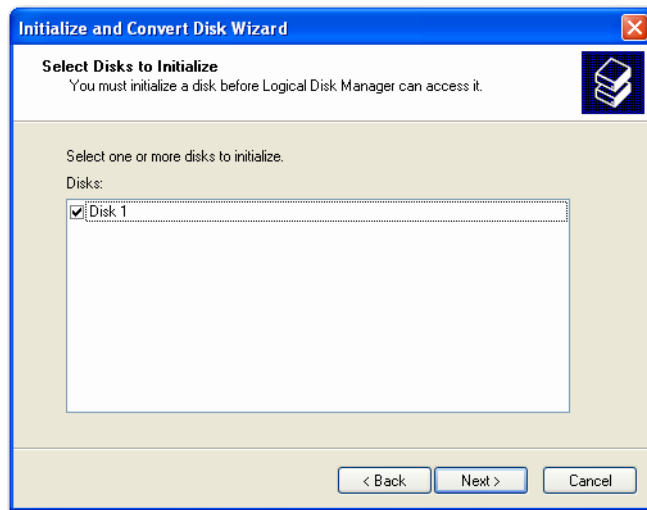 Initialize and Convert Disk Wizard
Select Disks to Initialize
You must initialize a disk before Logical Disk Manager can access it.
Select one or more disks to initialize.
Disks:
Disk 1
< Back Next > Cancel